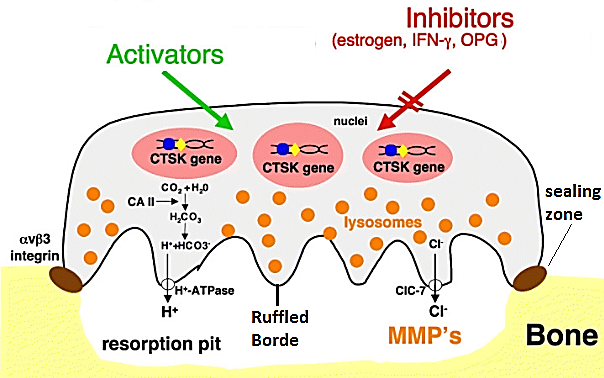 Inhibitors
(estrogen, IFN-γ, OPG )
Activators
nuclei
CTSK gene
CTSK gene
CTSK gene
CO₂ +H₂0
CA II
H₂CO₃
H⁺+HCO3⁻
lysosomes
Cl⁻
sealing
zone
αvβ3
integrin
H⁺-ATPase
H⁺
ClC-7
Cl⁻
Ruffled
Borde
resorption pit
MMP's
Bone